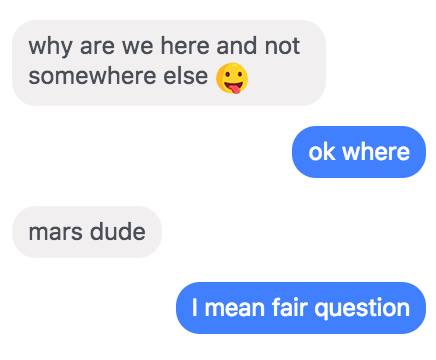 why are we here and not
somewhere else 😛
ok where
mars dude
I mean fair question